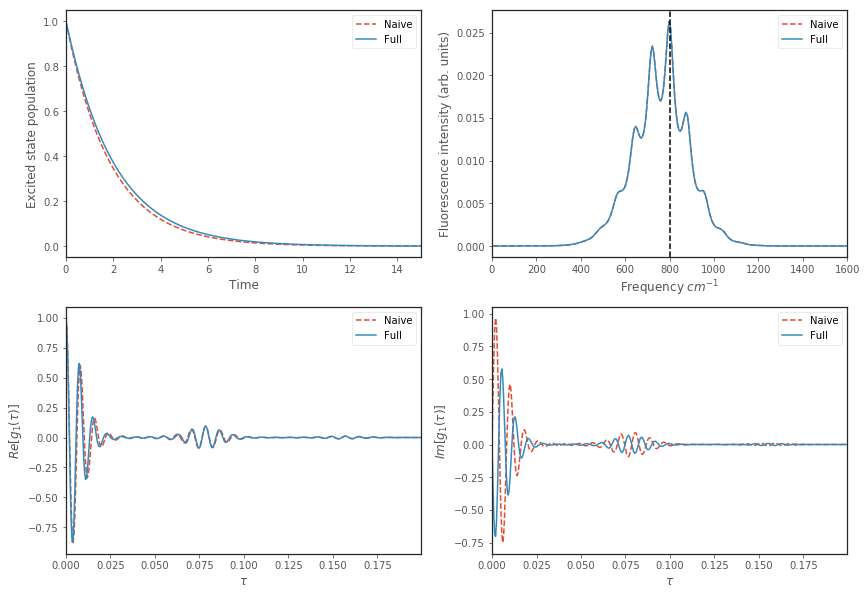 1.0
0.8
0.6
0.4
0.2
0.0
Excited state population
0 2 4 6 8 10 12 14
Time
Naive
Full
0.025
0.020
0.015
0.010
0.005
0.000
Fluorescence intensity (arb. units)
0 200 400 600 800 1000 1200 1400 1600
Frequency cm⁻¹
Naive
Full
1.00
0.75
0.50
0.25
0.00
−0.25
−0.50
−0.75
Re[g₁(τ)]
0.000 0.025 0.050 0.075 0.100 0.125 0.150 0.175
τ
Naive
Full
1.00
0.75
0.50
0.25
0.00
−0.25
−0.50
−0.75
Im[g₁(τ)]
0.000 0.025 0.050 0.075 0.100 0.125 0.150 0.175
τ
Naive
Full